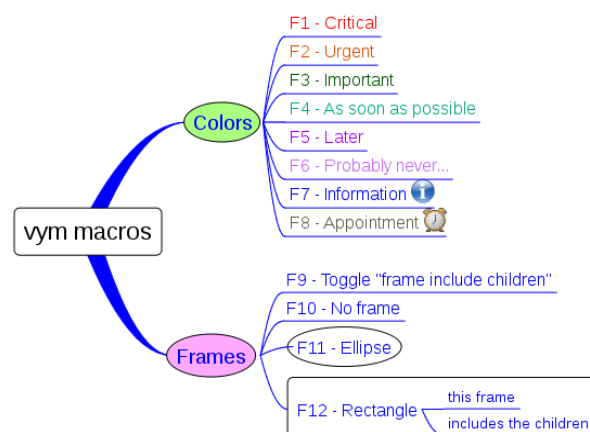 vym macros
Colors
F1 - Critical
F2 - Urgent
F3 - Important
F4 - As soon as possible
F5 - Later
F6 - Probably never...
F7 - Information
F8 - Appointment
Frames
F9 - Toggle "frame include children"
F10 - No frame
F11 - Ellipse
F12 - Rectangle
this frame
includes the children